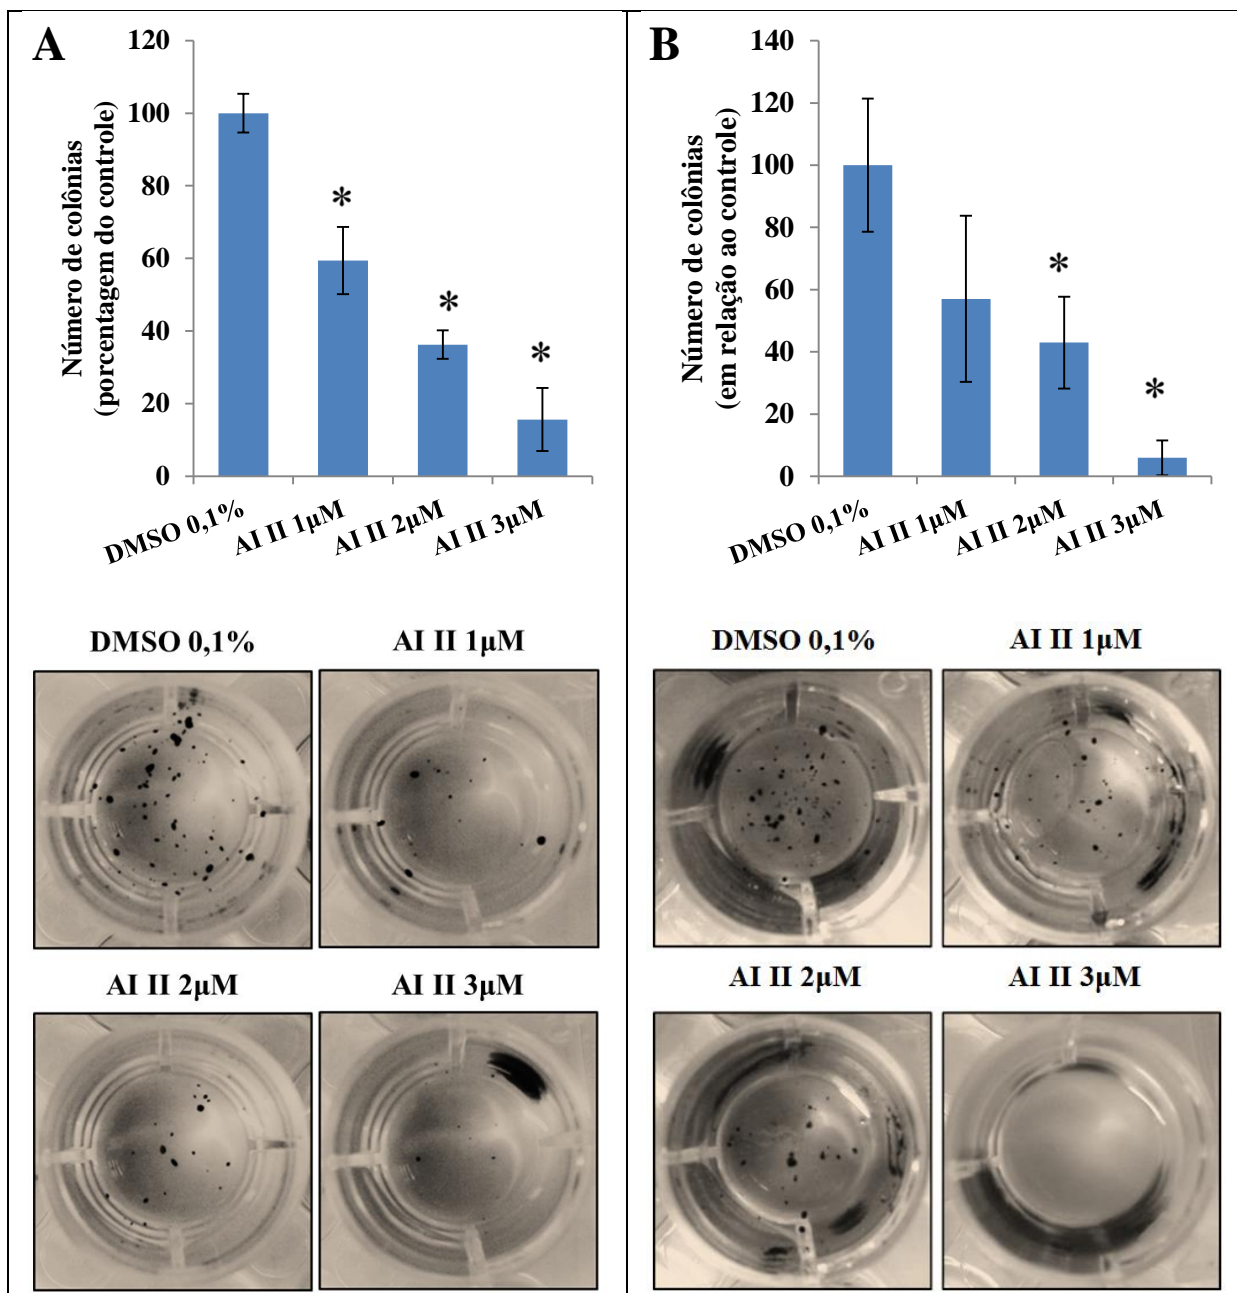 A
Número de colônias
(porcentagem do controle)
120
100
80
60
40
20
0
*
*
*
DMSO 0,1%
AI II 1μM
AI II 2μM
AI II 3μM
DMSO 0,1%
AI II 1μM
AI II 2μM
AI II 3μM
B
Número de colônias
(em relação ao controle)
140
120
100
80
60
40
20
0
*
*
DMSO 0,1%
AI II 1μM
AI II 2μM
AI II 3μM
DMSO 0,1%
AI II 1μM
AI II 2μM
AI II 3μM